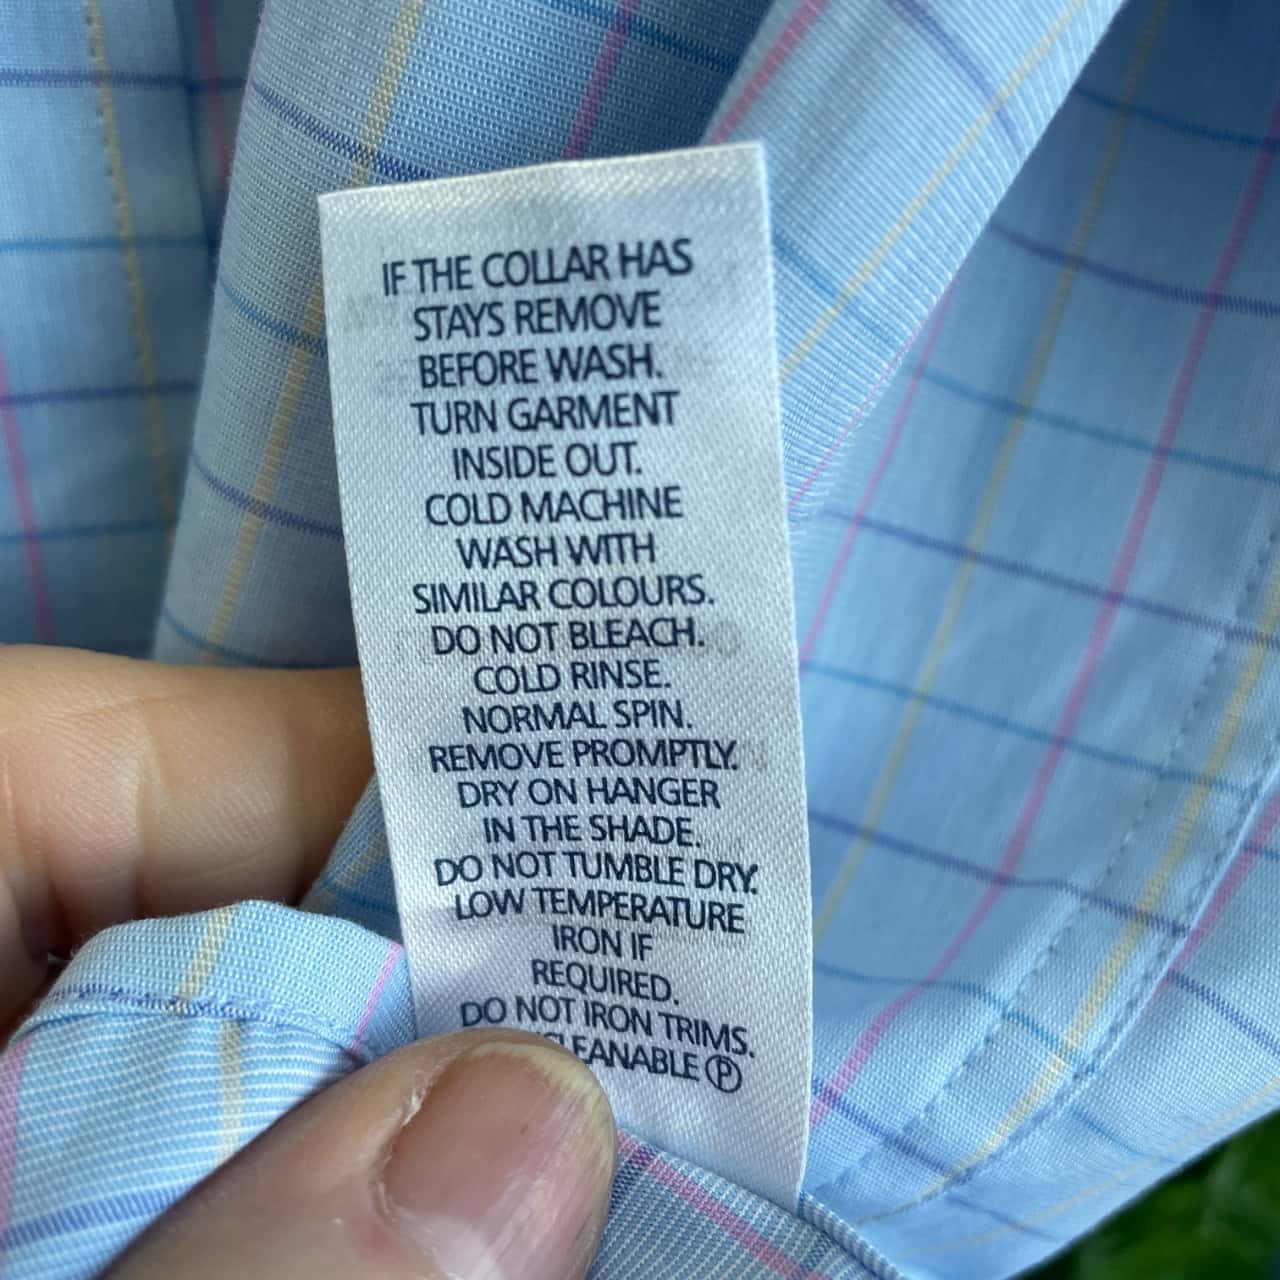 IF THE COLLAR HAS
STAYS REMOVE
BEFORE WASH.
TURN GARMENT
INSIDE OUT.
COLD MACHINE
WASH WITH
SIMILAR COLOURS.
DO NOT BLEACH.
COLD RINSE.
NORMAL SPIN.
REMOVE PROMPTLY.
DRY ON HANGER
IN THE SHADE.
DO NOT TUMBLE DRY.
LOW TEMPERATURE
IRON IF
REQUIRED.
DO NOT IRON TRIMS.
CLEANABLE Ⓟ